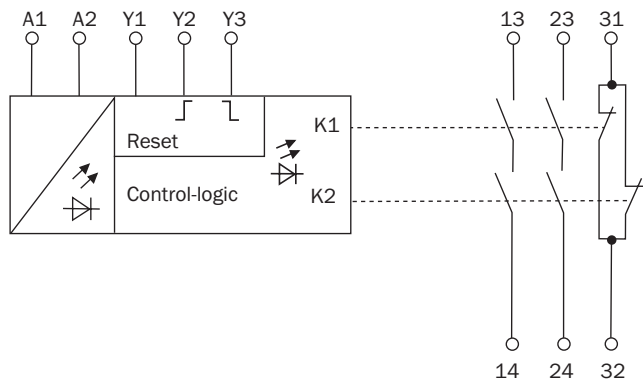 A1 A2 Y1 Y2 Y3 13 23 31
K1
Reset
Control-logic
K2
14 24 32